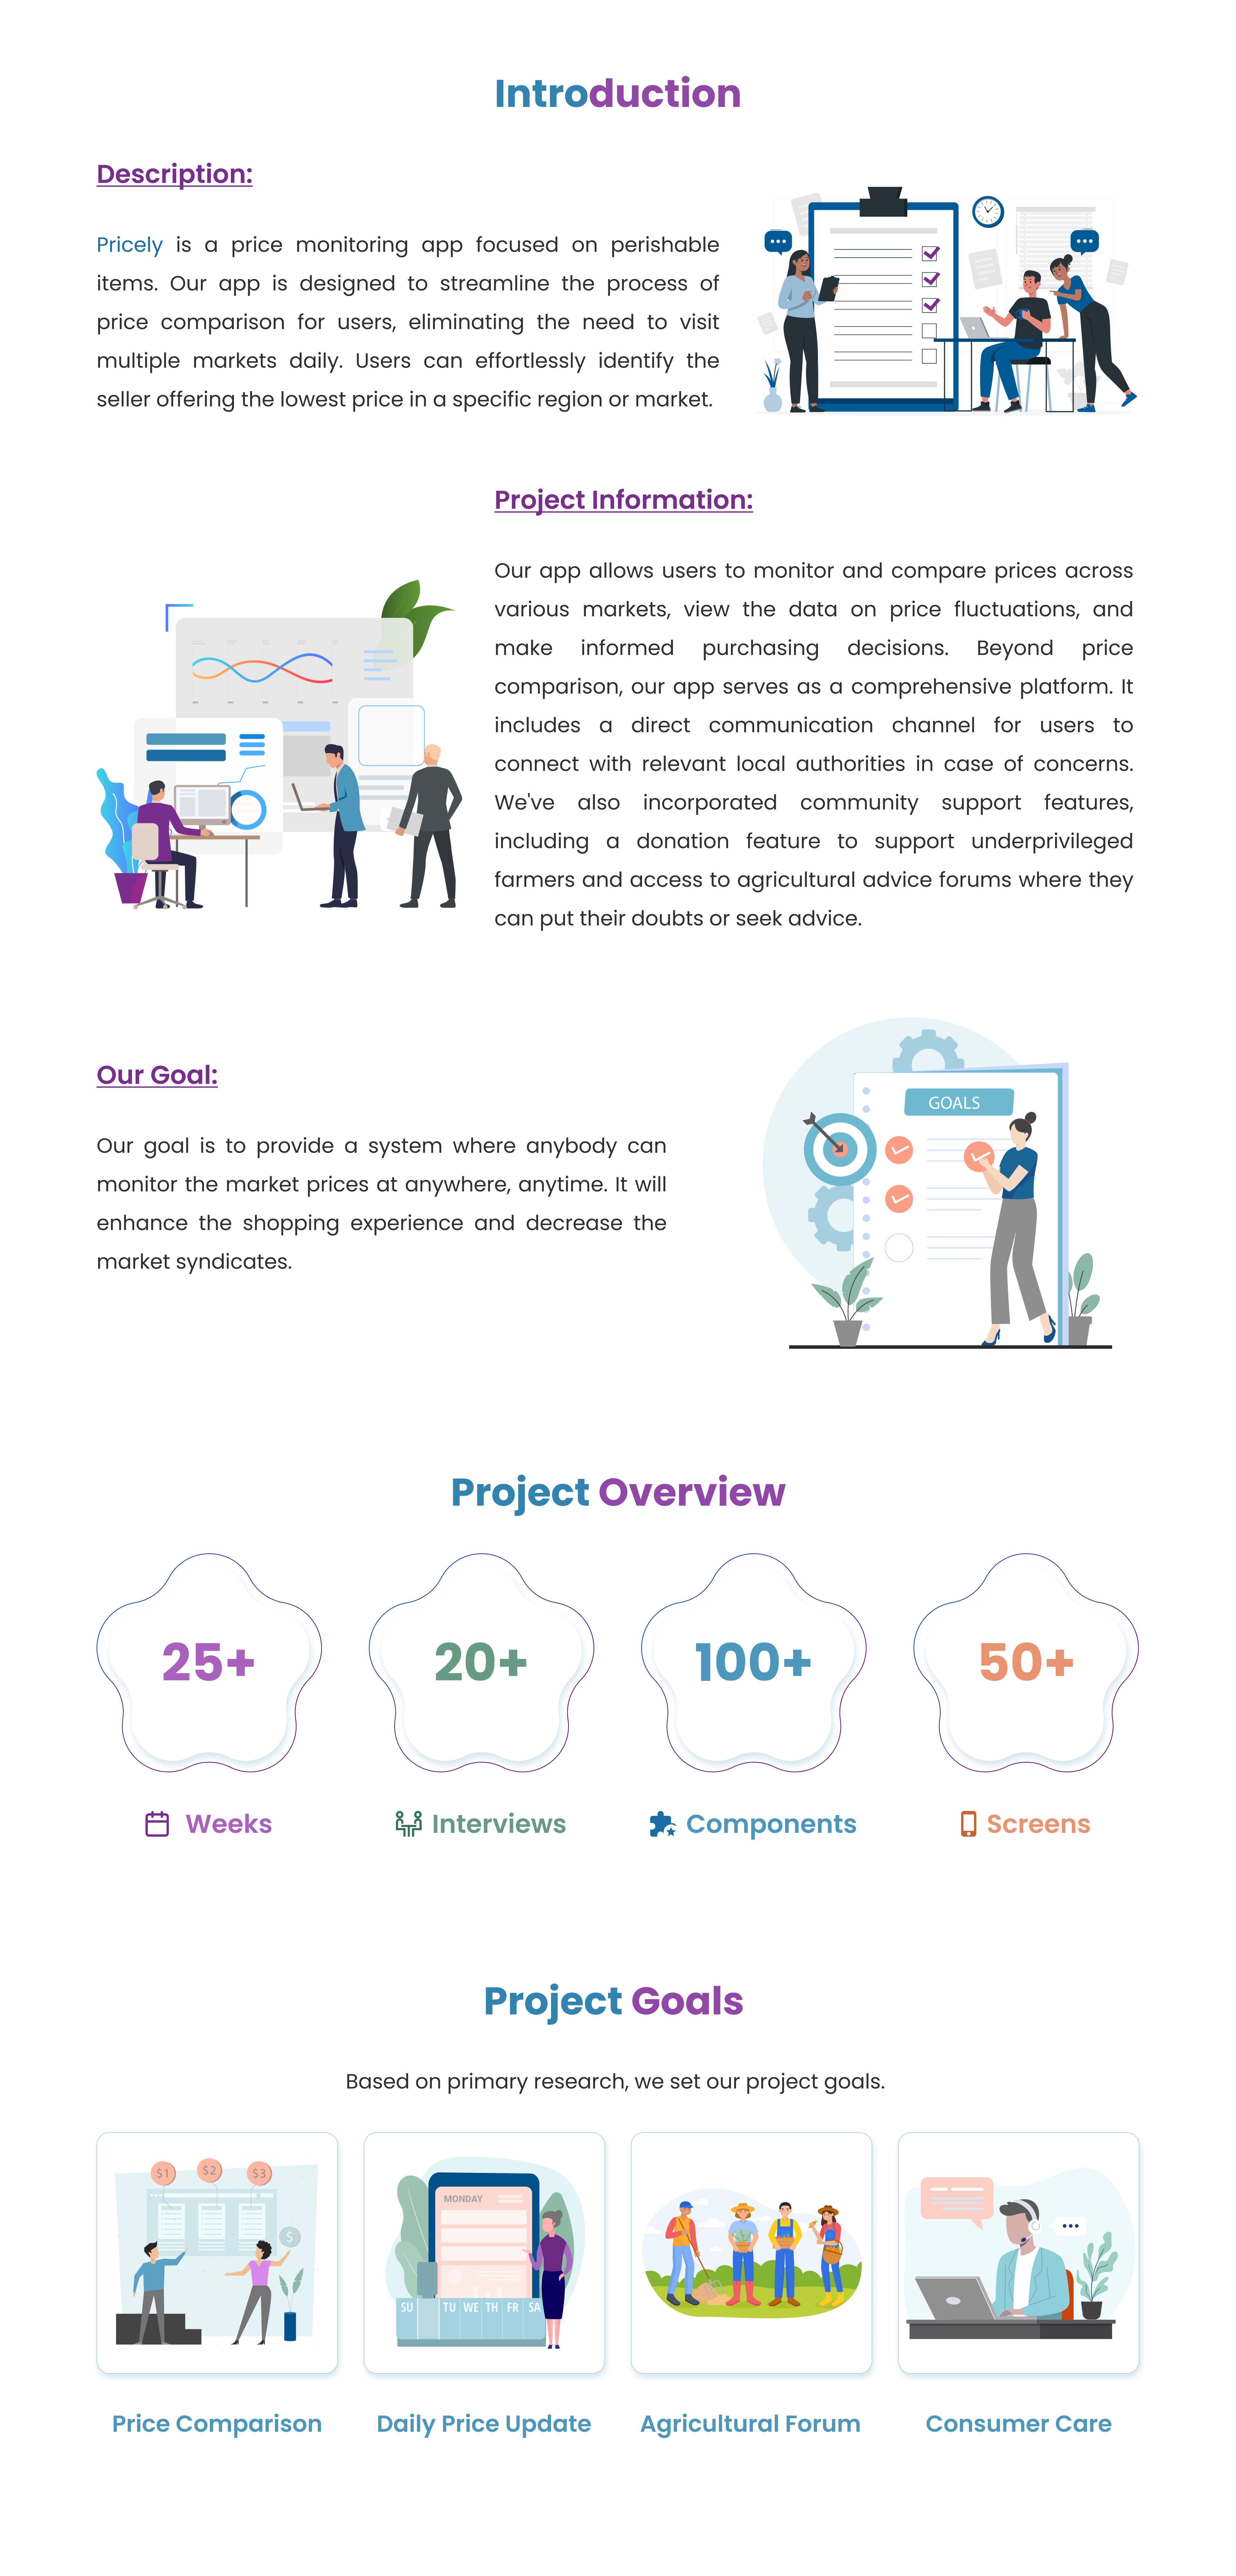 Introduction
Description:
Pricely is a price monitoring app focused on perishable
items. Our app is designed to streamline the process of
price comparison for users, eliminating the need to visit
multiple markets daily. Users can effortlessly identify the
seller offering the lowest price in a specific region or market.
Project Information:
Our app allows users to monitor and compare prices across
various markets, view the data on price fluctuations, and
make informed purchasing decisions. Beyond price
comparison, our app serves as a comprehensive platform. It
includes a direct communication channel for users to
connect with relevant local authorities in case of concerns.
We've also incorporated community support features,
including a donation feature to support underprivileged
farmers and access to agricultural advice forums where they
can put their doubts or seek advice.
Our Goal:
Our goal is to provide a system where anybody can
monitor the market prices at anywhere, anytime. It will
enhance the shopping experience and decrease the
market syndicates.
GOALS
Project Overview
25+
20+
100+
50+
Weeks
Interviews
Components
Screens
Project Goals
Based on primary research, we set our project goals.
$1
$2
$3
$
MONDAY
SU TU WE TH FR SA
Price Comparison
Daily Price Update
Agricultural Forum
Consumer Care